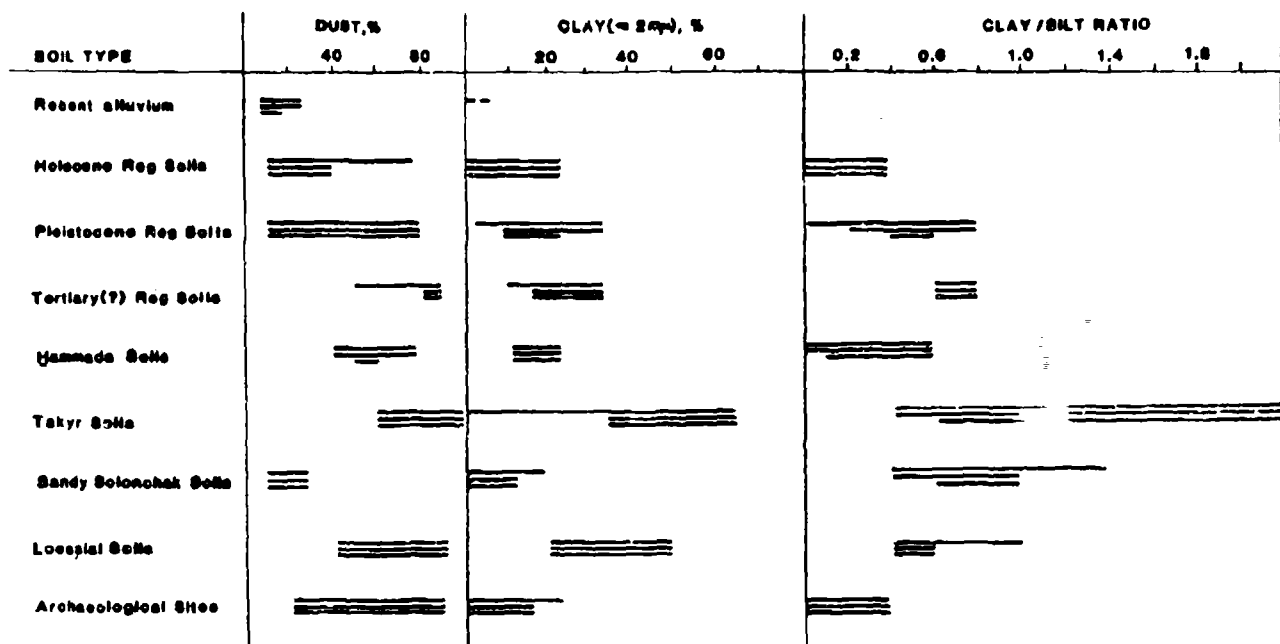 DUST,% CLAY(< 2mμ), % CLAY/SILT RATIO
SOIL TYPE 40 80 20 40 60 0.2 0.6 1.0 1.8
Recent alluvium
Holocene Reg Soils
Pleistocene Reg Soils
Tertiary(?) Reg Soils
Hammada Soils
Takyr Soils
Sandy Solonchak Soils
Loessial Soils
Archaeological Sites